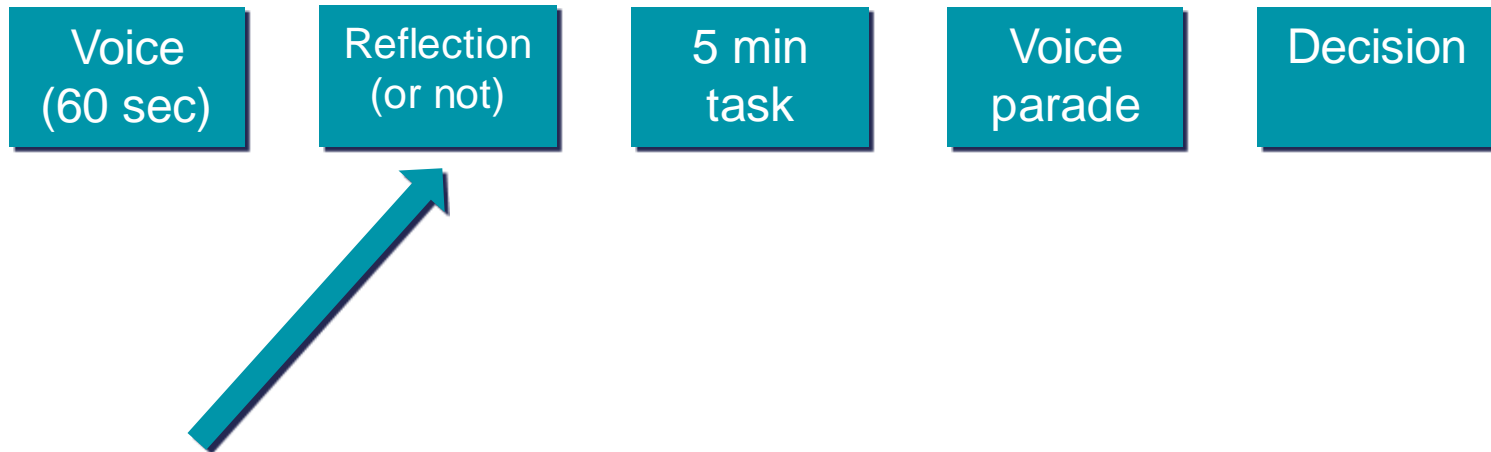 Voice
(60 sec)
Reflection
(or not)
5 min
task
Voice
parade
Decision